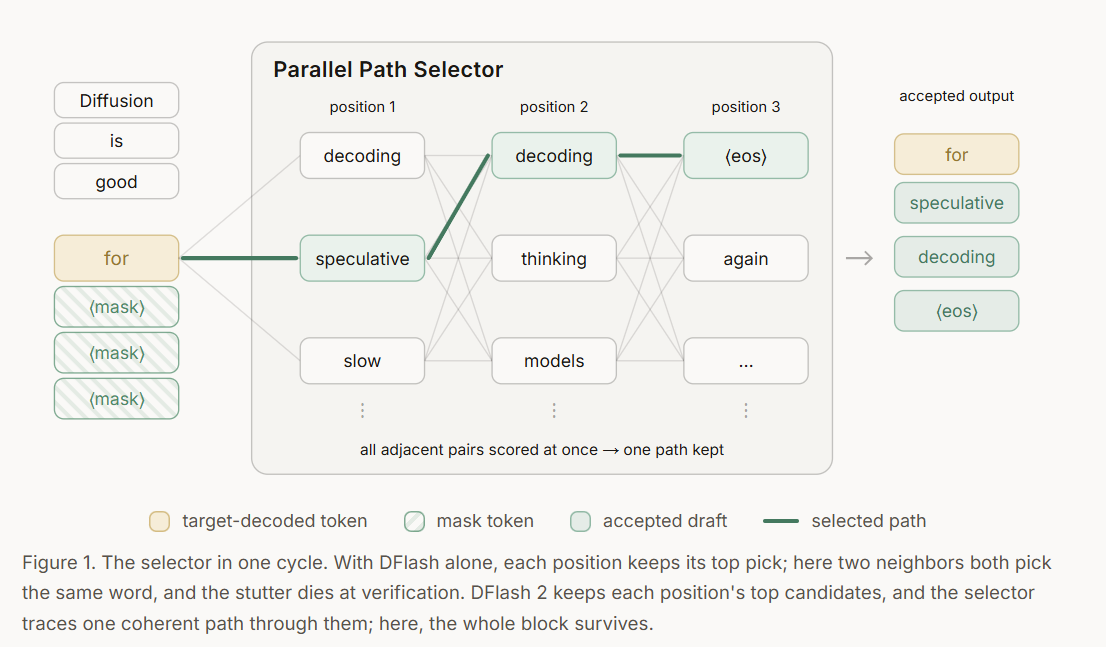 Parallel Path Selector
Diffusion
is
good
for
⟨mask⟩
⟨mask⟩
⟨mask⟩
position 1
position 2
position 3
decoding
decoding
⟨eos⟩
speculative
thinking
again
slow
models
...
⋮
⋮
⋮
all adjacent pairs scored at once → one path kept
accepted output
for
speculative
decoding
⟨eos⟩
target-decoded token
mask token
accepted draft
selected path
Figure 1. The selector in one cycle. With DFlash alone, each position keeps its top pick; here two neighbors both pick
the same word, and the stutter dies at verification. DFlash 2 keeps each position's top candidates, and the selector
traces one coherent path through them; here, the whole block survives.